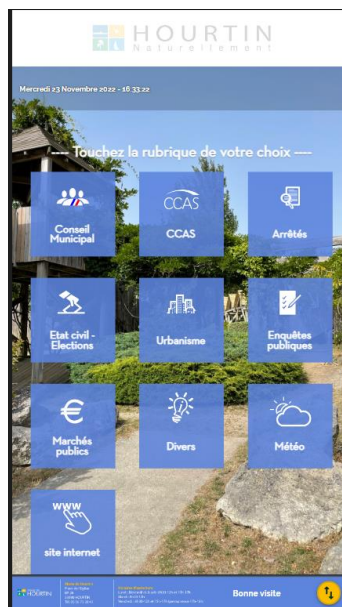 HOURTIN
Naturellement
Mercredi 23 Novembre 2022 - 16:33:22
---- Touchez la rubrique de votre choix ----
Conseil
Municipal
CCAS
CCAS
Arrêtés
Etat civil -
Elections
Urbanisme
Enquêtes
publiques
€
Marchés
publics
Divers
Météo
www
site internet
HOURTIN
Bonne visite